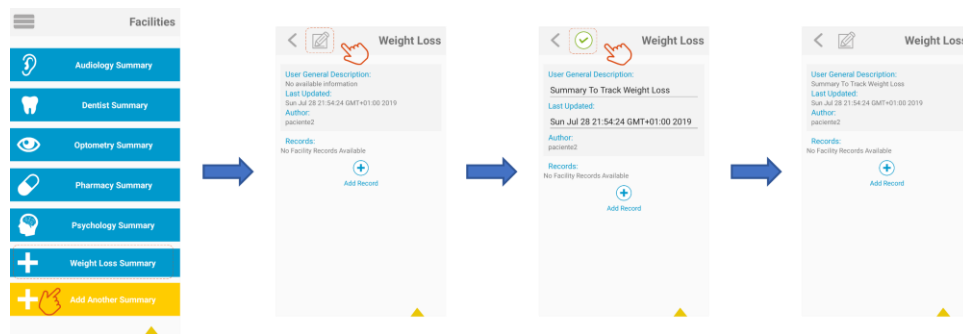 Facilities
Audiology Summary
Dentist Summary
Optometry Summary
Pharmacy Summary
Psychology Summary
Weight Loss Summary
Add Another Summary
Weight Loss
User General Description:
No available information
Last Updated:
Sun Jul 28 21:54:24 GMT+01:00 2019
Author:
paciente2
Records:
No Facility Records Available
Add Record
Weight Loss
User General Description:
Summary To Track Weight Loss
Last Updated:
Sun Jul 28 21:54:24 GMT+01:00 2019
Author:
paciente2
Records:
No Facility Records Available
Add Record
Weight Loss
User General Description:
Summary To Track Weight Loss
Last Updated:
Sun Jul 28 21:54:24 GMT+01:00 2019
Author:
paciente2
Records:
No Facility Records Available
Add Record